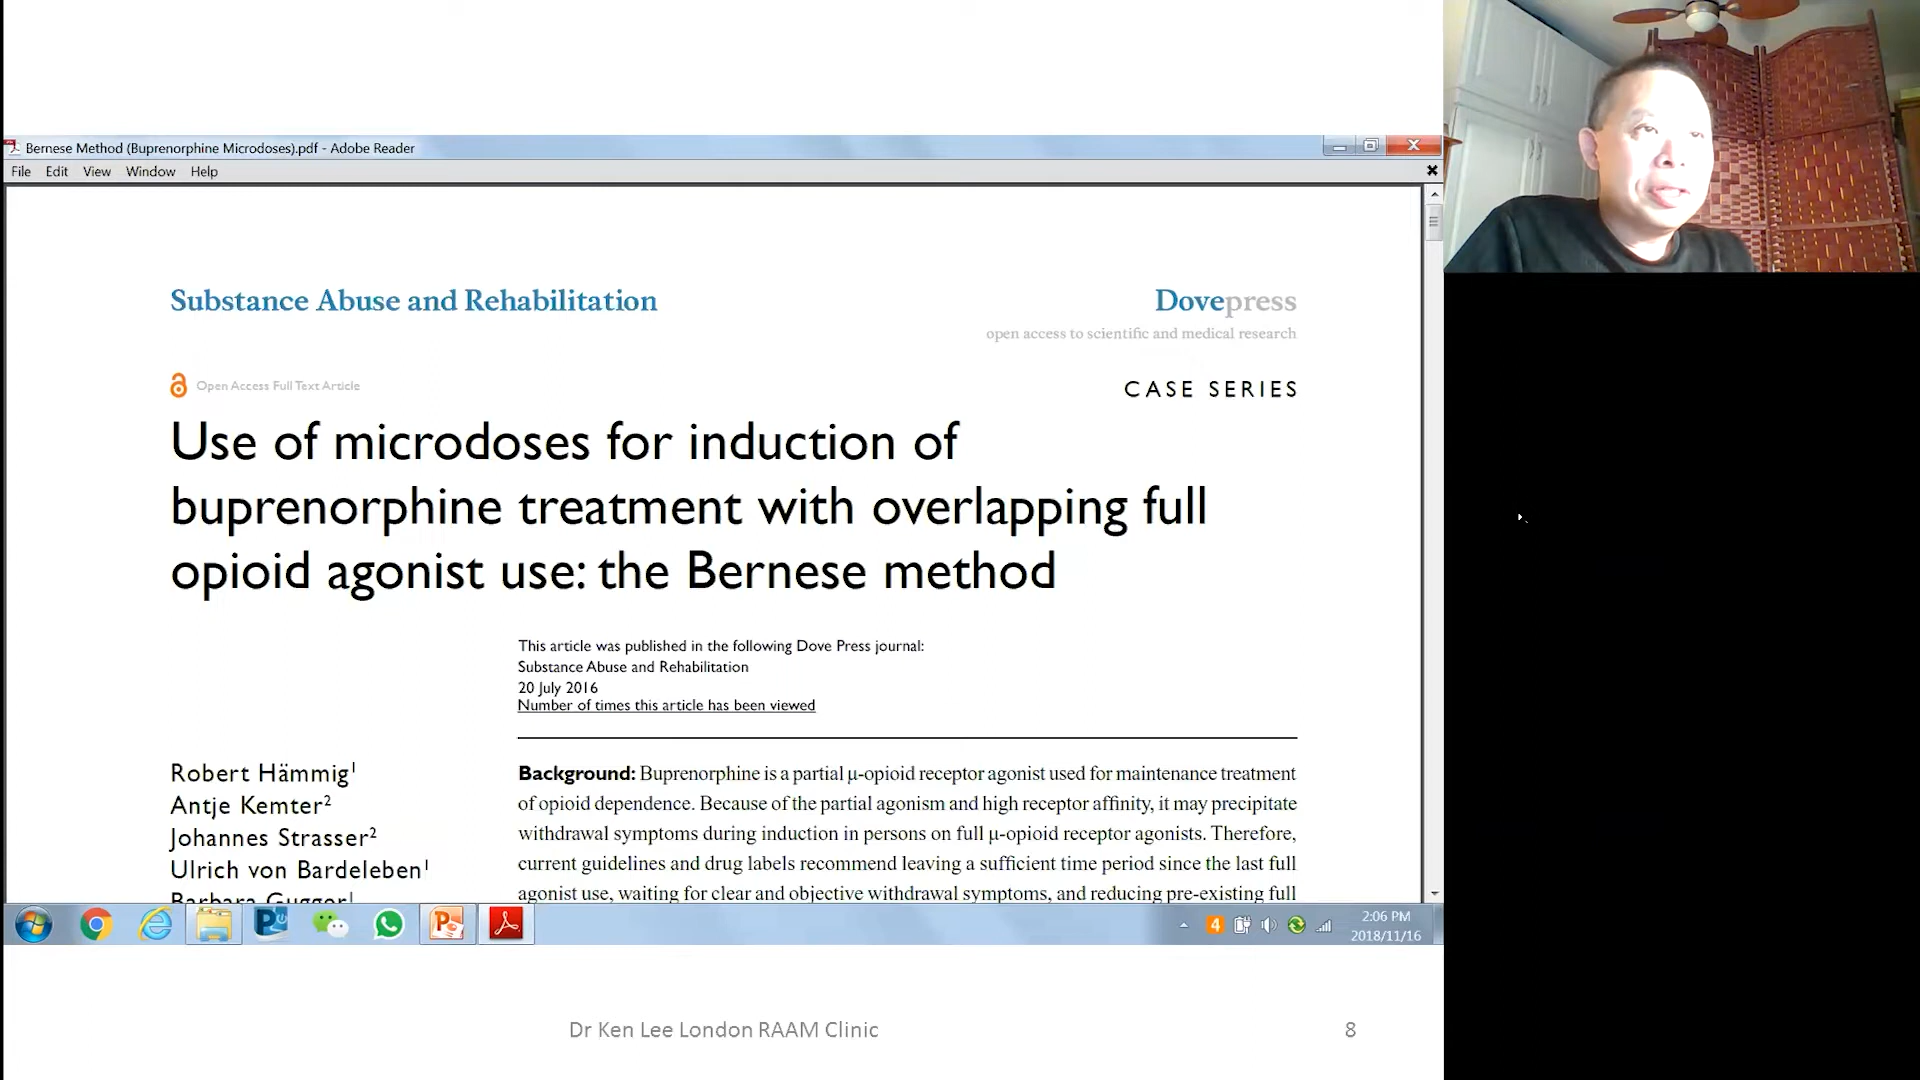 Bernese Method (Buprenorphine Microdoses).pdf - Adobe Reader
File Edit View Window Help
Substance Abuse and Rehabilitation
Dovepress
open access to scientific and medical research
Open Access Full Text Article
CASE SERIES
Use of microdoses for induction of
buprenorphine treatment with overlapping full
opioid agonist use: the Bernese method
This article was published in the following Dove Press journal:
Substance Abuse and Rehabilitation
20 July 2016
Number of times this article has been viewed
Robert Hämmig¹
Antje Kemter²
Johannes Strasser²
Ulrich von Bardeleben¹
Barbara Gugger¹
Background: Buprenorphine is a partial μ-opioid receptor agonist used for maintenance treatment
of opioid dependence. Because of the partial agonism and high receptor affinity, it may precipitate
withdrawal symptoms during induction in persons on full μ-opioid receptor agonists. Therefore,
current guidelines and drug labels recommend leaving a sufficient time period since the last full
agonist use, waiting for clear and objective withdrawal symptoms, and reducing pre-existing full
4
2:06 PM
2018/11/16
Dr Ken Lee London RAAM Clinic
8